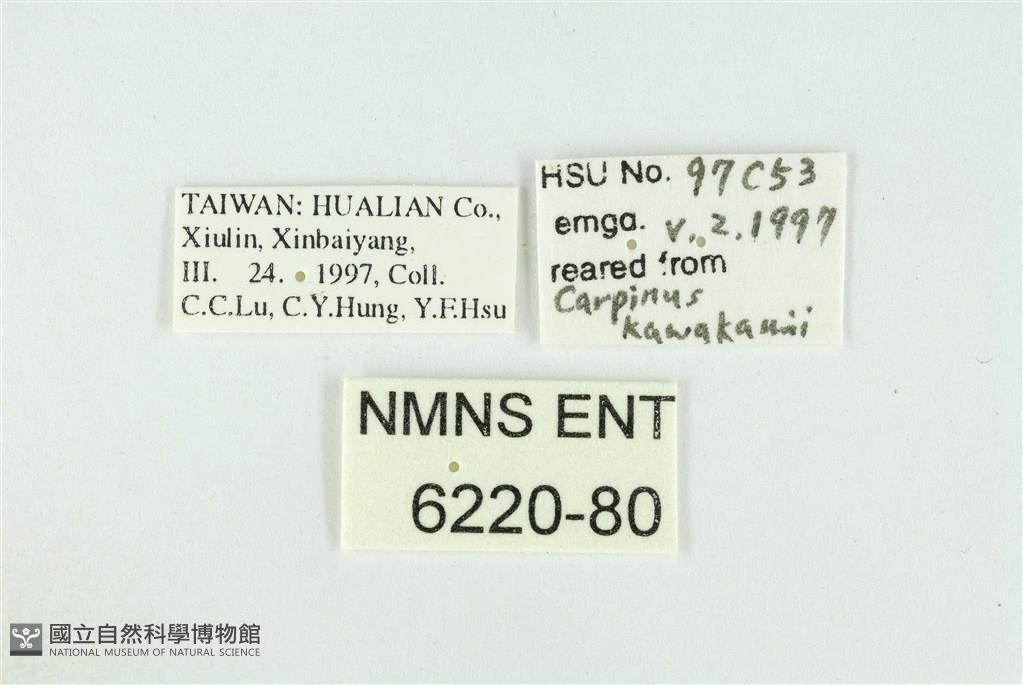 TAIWAN: HUALIAN Co.,
Xiulin, Xinbaiyang,
III. 24. 1997, Coll.
C.C.Lu, C.Y.Hung, Y.F.Hsu
HSU No. 97C53
emga. V. 2. 1997
reared from
Carpinus
kawakamii
NMNS ENT
6220-80
國立自然科學博物館
NATIONAL MUSEUM OF NATURAL SCIENCE